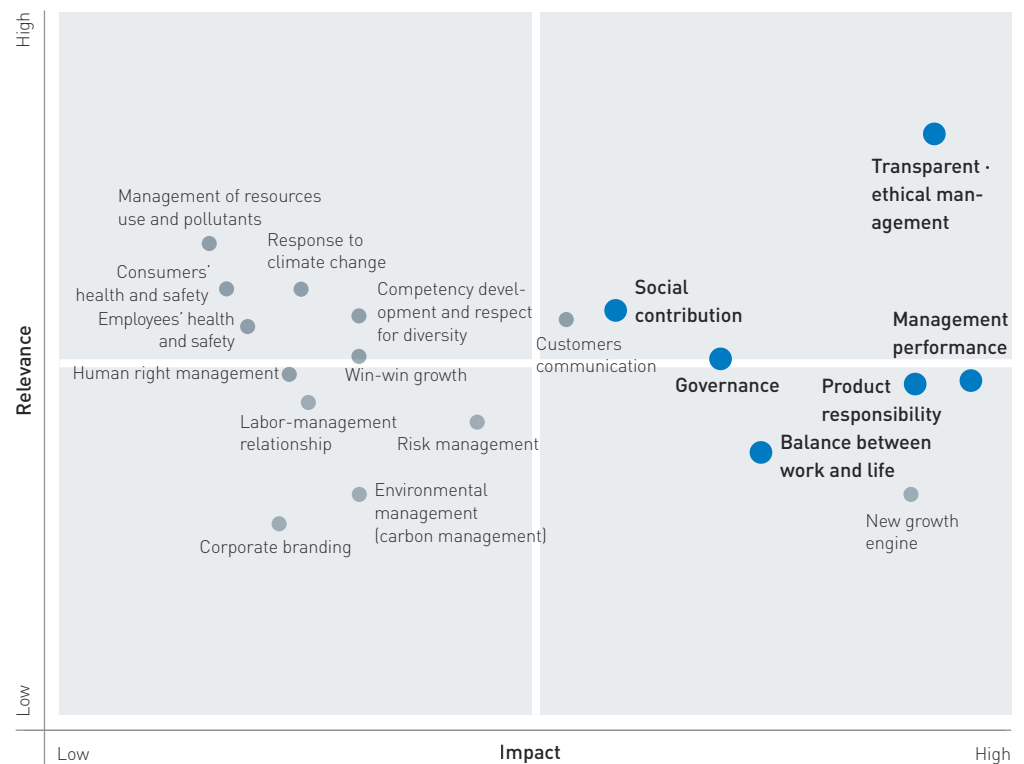 High
Transparent ·
ethical man-
agement
Management of resources
use and pollutants
Response to
climate change
Consumers’
health and safety
Competency devel-
opment and respect
for diversity
Social
contribution
Employees’ health
and safety
Customers
communication
Management
performance
Relevance
Human right management
Win-win growth
Governance
Product
responsibility
Labor-management
relationship
Risk management
Balance between
work and life
Environmental
management
(carbon management)
New growth
engine
Corporate branding
Low
Low
Impact
High